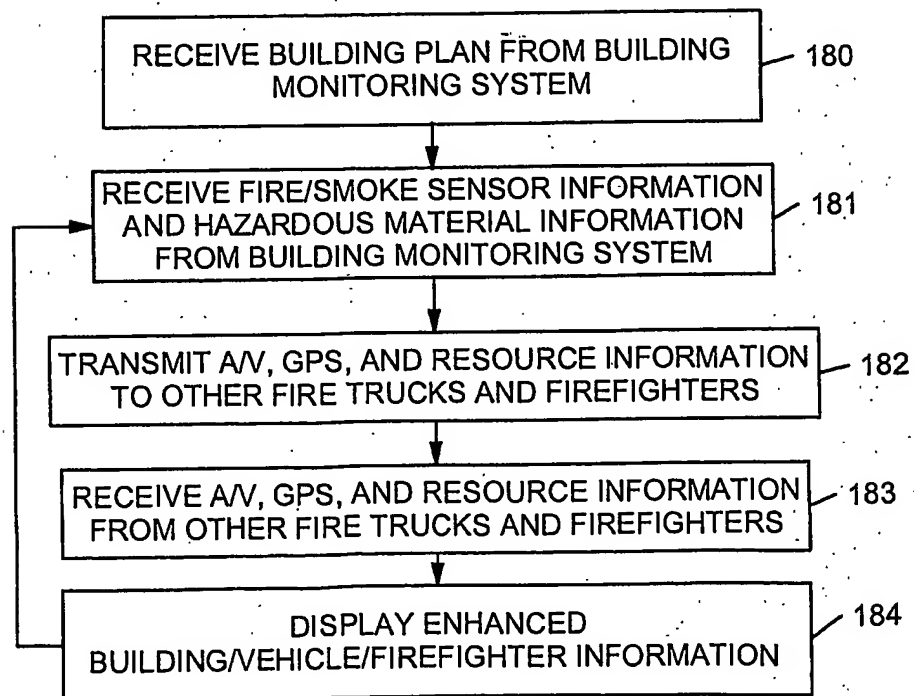 RECEIVE BUILDING PLAN FROM BUILDING
MONITORING SYSTEM
180
RECEIVE FIRE/SMOKE SENSOR INFORMATION
AND HAZARDOUS MATERIAL INFORMATION
FROM BUILDING MONITORING SYSTEM
181
TRANSMIT A/V, GPS, AND RESOURCE INFORMATION
TO OTHER FIRE TRUCKS AND FIREFIGHTERS
182
RECEIVE A/V, GPS, AND RESOURCE INFORMATION
FROM OTHER FIRE TRUCKS AND FIREFIGHTERS
183
DISPLAY ENHANCED
BUILDING/VEHICLE/FIREFIGHTER INFORMATION
184